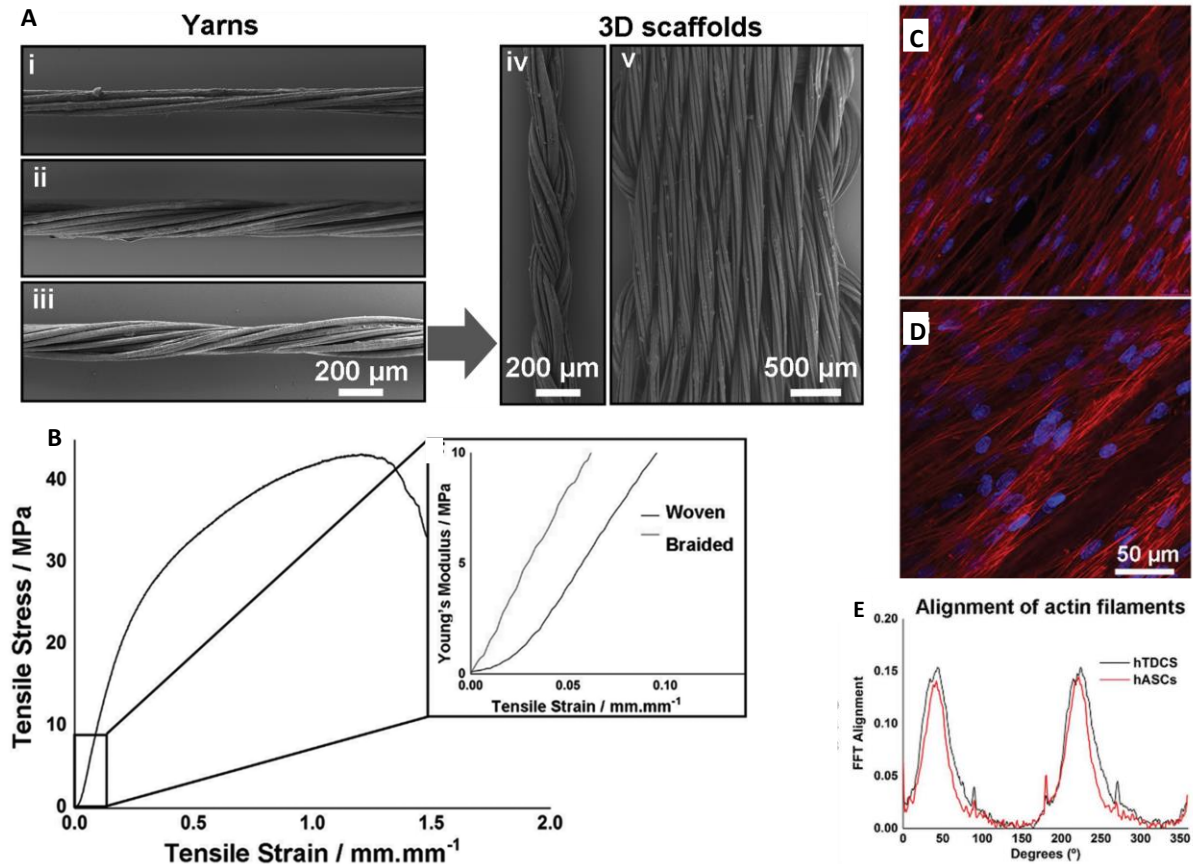 A
Yarns
3D scaffolds
i
ii
iii
200 µm
iv
200 µm
v
500 µm
B
Tensile Stress / MPa
40
30
20
10
0
0.0 0.5 1.0 1.5 2.0
Tensile Strain / mm.mm⁻¹
Young's Modulus / MPa
10
5
0
Woven
Braided
0.00 0.05 0.10
Tensile Strain / mm.mm⁻¹
C
D
50 µm
E
Alignment of actin filaments
FFT Alignment
0.20
0.15
0.10
0.05
0.00
hTDCS
hASCs
0 50 100 150 200 250 300 350
Degrees (º)